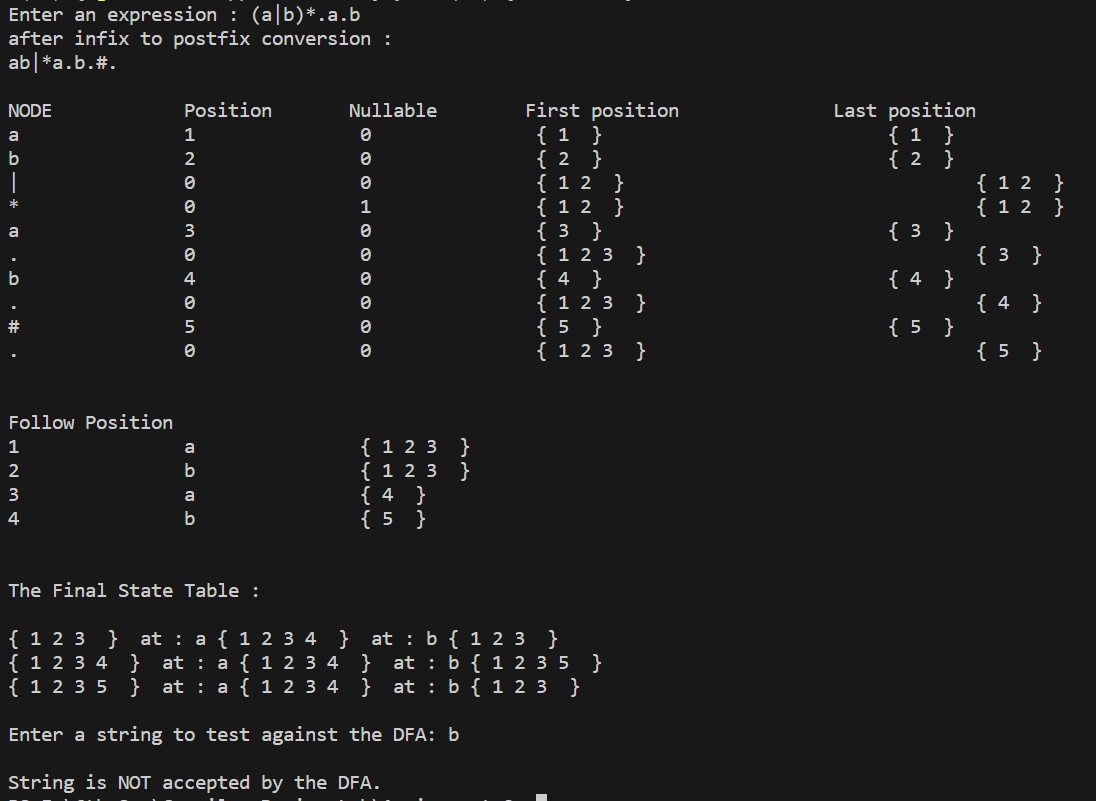 Enter an expression : (a|b)*.a.b
after infix to postfix conversion :
ab|*a.b.#.
NODE Position Nullable First position Last position
a 1 0 { 1 } { 1 }
b 2 0 { 2 } { 2 }
| 0 0 { 1 2 } { 1 2 }
* 0 1 { 1 2 } { 1 2 }
a 3 0 { 3 } { 3 }
. 0 0 { 1 2 3 } { 3 }
b 4 0 { 4 } { 4 }
. 0 0 { 1 2 3 } { 4 }
# 5 0 { 5 } { 5 }
. 0 0 { 1 2 3 } { 5 }
Follow Position
1 a { 1 2 3 }
2 b { 1 2 3 }
3 a { 4 }
4 b { 5 }
The Final State Table :
{ 1 2 3 } at : a { 1 2 3 4 } at : b { 1 2 3 }
{ 1 2 3 4 } at : a { 1 2 3 4 } at : b { 1 2 3 5 }
{ 1 2 3 5 } at : a { 1 2 3 4 } at : b { 1 2 3 }
Enter a string to test against the DFA: b
String is NOT accepted by the DFA.